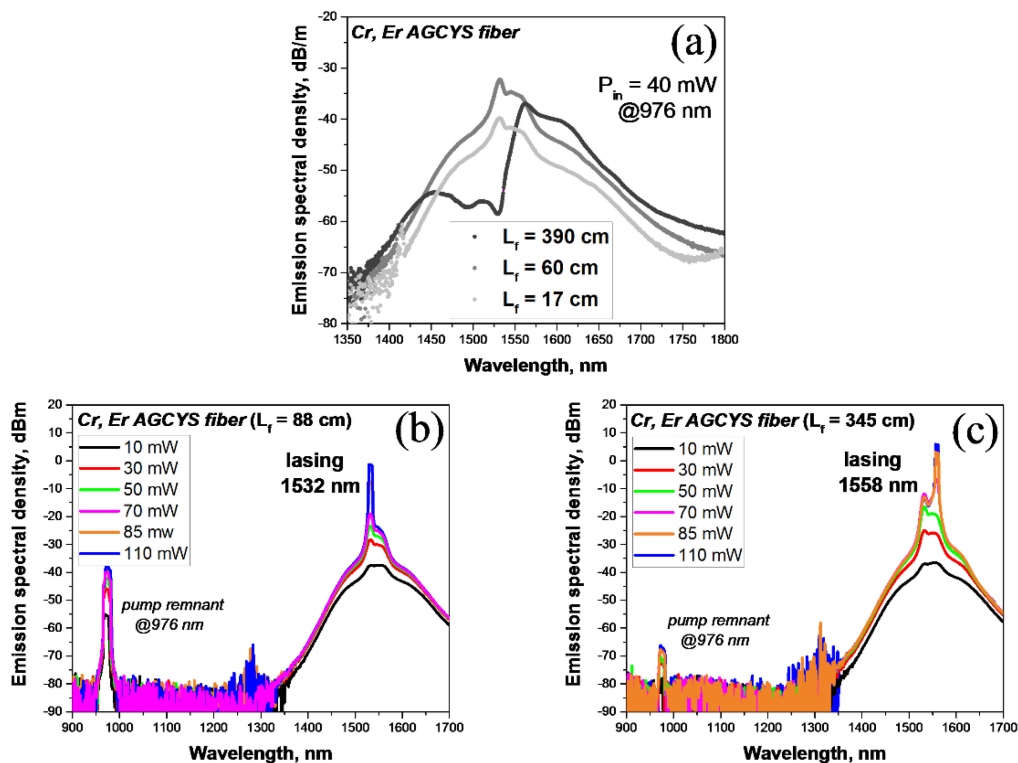 Cr, Er AGCYS fiber
(a)
P_in = 40 mW
@976 nm
L_f = 390 cm
L_f = 60 cm
L_f = 17 cm
Emission spectral density, dB/m
-20
-30
-40
-50
-60
-70
-80
1350 1400 1450 1500 1550 1600 1650 1700 1750 1800
Wavelength, nm
Cr, Er AGCYS fiber (L_f = 88 cm)
(b)
10 mW
30 mW
50 mW
70 mW
85 mw
110 mW
lasing
1532 nm
pump remnant
@976 nm
Emission spectral density, dBm
20
10
0
-10
-20
-30
-40
-50
-60
-70
-80
-90
900 1000 1100 1200 1300 1400 1500 1600 1700
Wavelength, nm
Cr, Er AGCYS fiber (L_f = 345 cm)
(c)
10 mW
30 mW
50 mW
70 mW
85 mW
110 mW
lasing
1558 nm
pump remnant
@976 nm
Emission spectral density, dBm
20
10
0
-10
-20
-30
-40
-50
-60
-70
-80
-90
900 1000 1100 1200 1300 1400 1500 1600 1700
Wavelength, nm